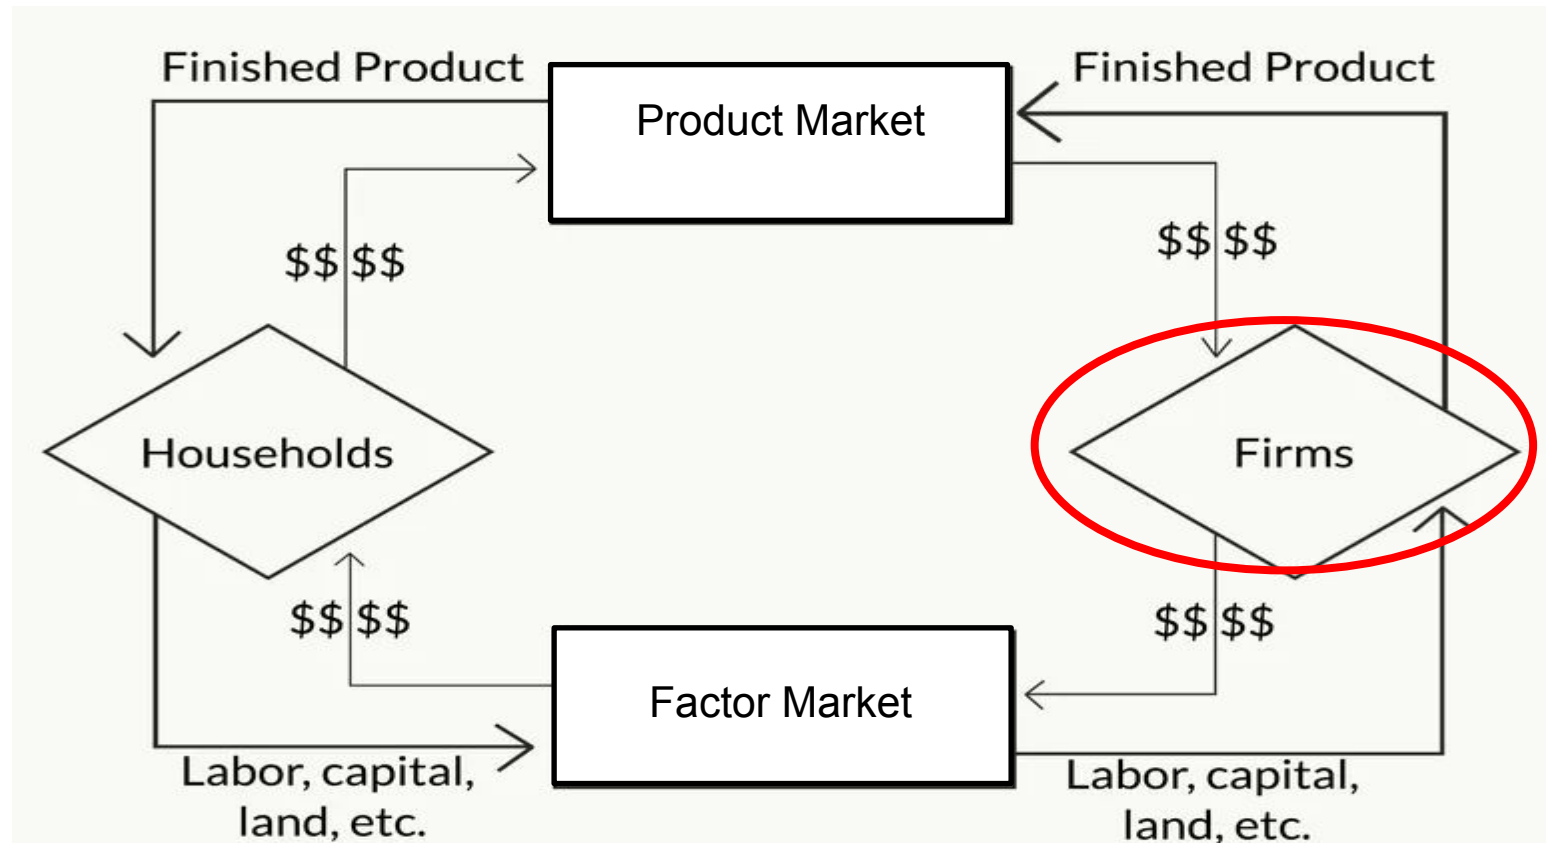 Finished Product
Product Market
Finished Product
$$ $$
$$ $$
Households
Firms
$$ $$
$$ $$
Factor Market
Labor, capital,
land, etc.
Labor, capital,
land, etc.